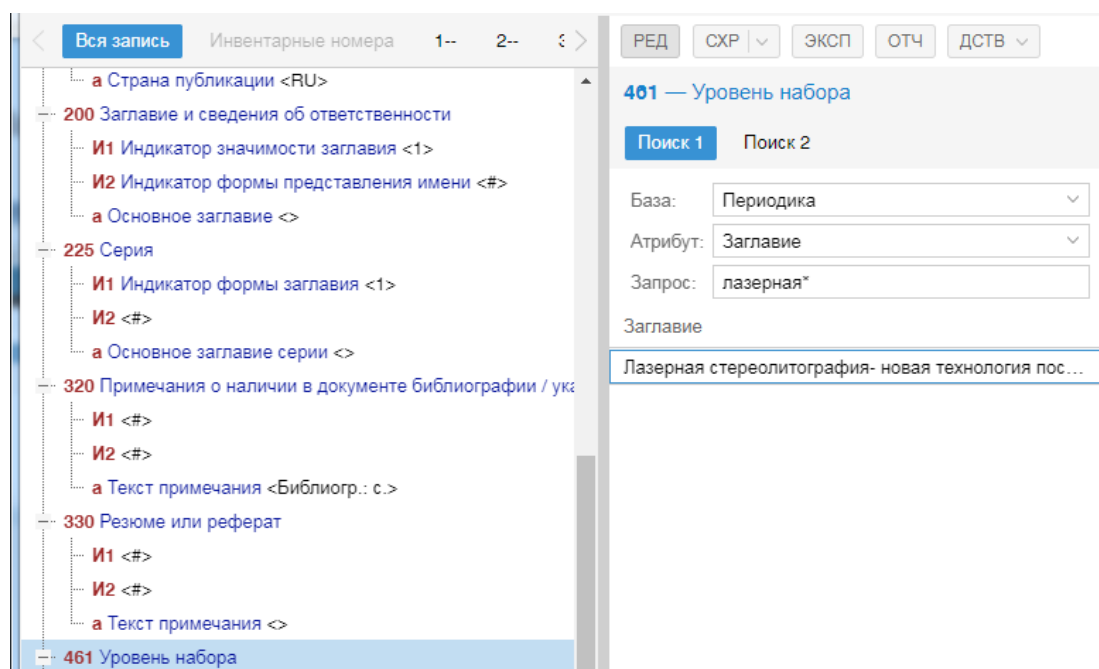 Вся запись Инвентарные номера 1-- 2--
а Страна публикации <RU>
200 Заглавие и сведения об ответственности
И1 Индикатор значимости заглавия <1>
И2 Индикатор формы представления имени <#>
а Основное заглавие <>
225 Серия
И1 Индикатор формы заглавия <1>
И2 <#>
а Основное заглавие серии <>
320 Примечания о наличии в документе библиографии / ука
И1 <#>
И2 <#>
а Текст примечания <Библиогр.: с.>
330 Резюме или реферат
И1 <#>
И2 <#>
а Текст примечания <>
461 Уровень набора
РЕД СХР ЭКСП ОТЧ ДСТВ
461 — Уровень набора
Поиск 1 Поиск 2
База: Периодика
Атрибут: Заглавие
Запрос: лазерная*
Заглавие
Лазерная стереолитография- новая технология пос...